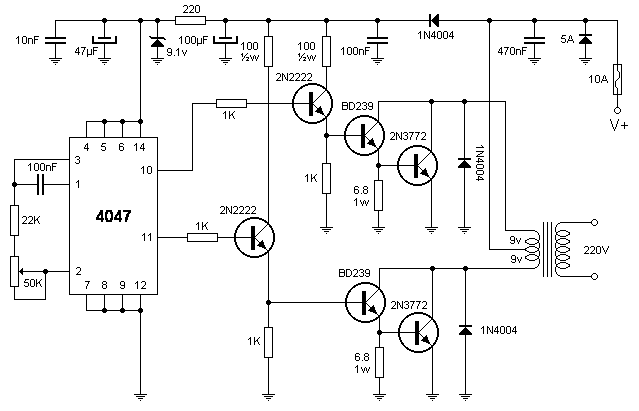 220
10nF
47µF
9.1v
100µF
100
½w
100
½w
100nF
1N4004
470nF
5A
10A
V+
2N2222
1K
BD239
2N3772
1N4004
4 5 6 14
3
10
100nF
1
4047
1K
6.8
1w
22K
11
1K
2N2222
9v
9v
220V
2
50K
BD239
7 8 9 12
2N3772
1N4004
1K
6.8
1w